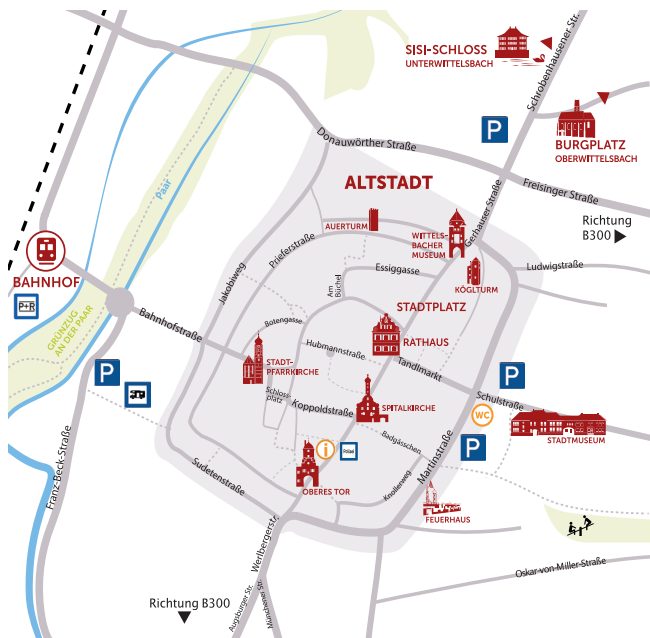 SISI-SCHLOSS
UNTERWITTELSBACH
Schrobenhausener Str.
P
BURGPLATZ
OBERWITTELSBACH
Donauwörther Straße
Freisinger Straße
ALTSTADT
Paar
AUERTURM
WITTELS-
BACHER
MUSEUM
Gerhauser Straße
Richtung
B300
Prieferstraße
Essiggasse
Ludwigstraße
KÖGLTURM
BAHNHOF
Jakobiweg
Am
Büchel
STADTPLATZ
P+R
GRÜNZUG
AN DER PAAR
Bahnhofstraße
Botengasse
Hubmannstraße
RATHAUS
Tandlmarkt
STADT-
PFARRKIRCHE
P
P
Schloss-
platz
Koppoldstraße
SPITALKIRCHE
Schulstraße
WC
STADTMUSEUM
Badgässchen
P
i
Polizei
Martinstraße
Franz-Beck-Straße
Sudetenstraße
OBERES TOR
Knollerweg
FEUERHAUS
Werlbergerstr.
Oskar-von-Miller-Straße
Richtung B300
Augsburger Str.
Münchener Str.